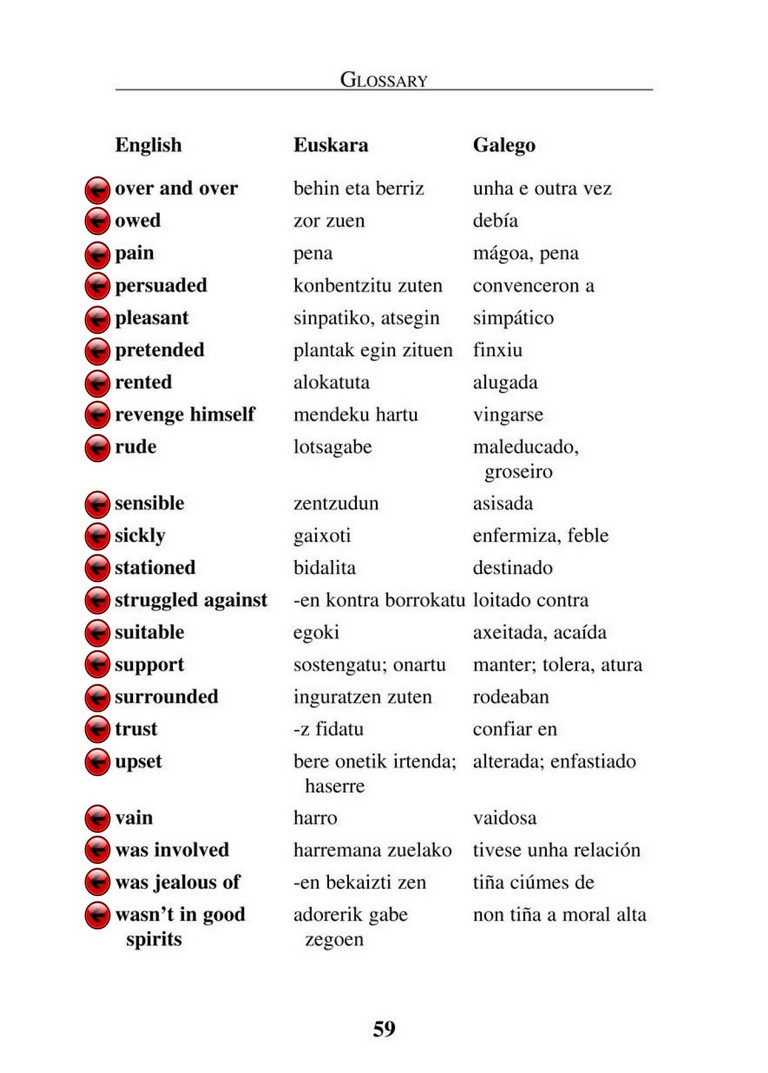 GLOSSARY
English Euskara Galego
over and over behin eta berriz unha e outra vez
owed zor zuen debía
pain pena mágoa, pena
persuaded konbentzitu zuten convenceron a
pleasant sinpatiko, atsegin simpático
pretended plantak egin zituen finxiu
rented alokatuta alugada
revenge himself mendeku hartu vingarse
rude lotsagabe maleducado,
groseiro
sensible zentzudun asisada
sickly gaixoti enfermiza, feble
stationed bidalita destinado
struggled against -en kontra borrokatu loitado contra
suitable egoki axeitada, acaída
support sostengatu; onartu manter; tolera, atura
surrounded inguratzen zuten rodeaban
trust -z fidatu confiar en
upset bere onetik irtenda; alterada; enfastiado
haserre
vain harro vaidosa
was involved harremana zuelako tivese unha relación
was jealous of -en bekaizti zen tiña ciúmes de
wasn’t in good adorerik gabe non tiña a moral alta
spirits zegoen
59